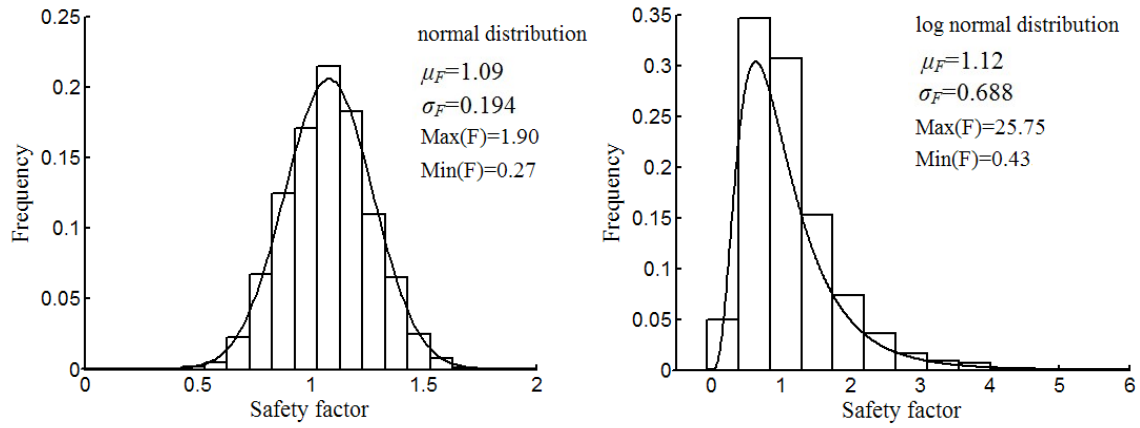 0.25
0.2
0.15
0.1
0.05
0
Frequency
normal distribution
μF=1.09
σF=0.194
Max(F)=1.90
Min(F)=0.27
0 0.5 1 1.5 2
Safety factor
0.35
0.3
0.25
0.2
0.15
0.1
0.05
0
Frequency
log normal distribution
μF=1.12
σF=0.688
Max(F)=25.75
Min(F)=0.43
0 1 2 3 4 5 6
Safety factor